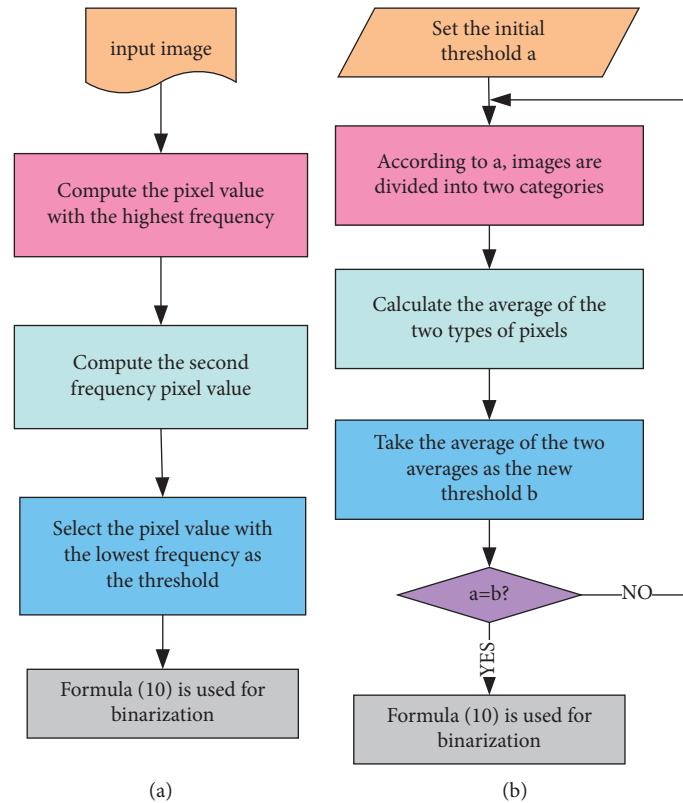 input image
Compute the pixel value
with the highest frequency
Compute the second
frequency pixel value
Select the pixel value with
the lowest frequency as
the threshold
Formula (10) is used for
binarization
(a)
Set the initial
threshold a
According to a, images are
divided into two categories
Calculate the average of the
two types of pixels
Take the average of the two
averages as the new
threshold b
a=b?
NO
YES
Formula (10) is used for
binarization
(b)